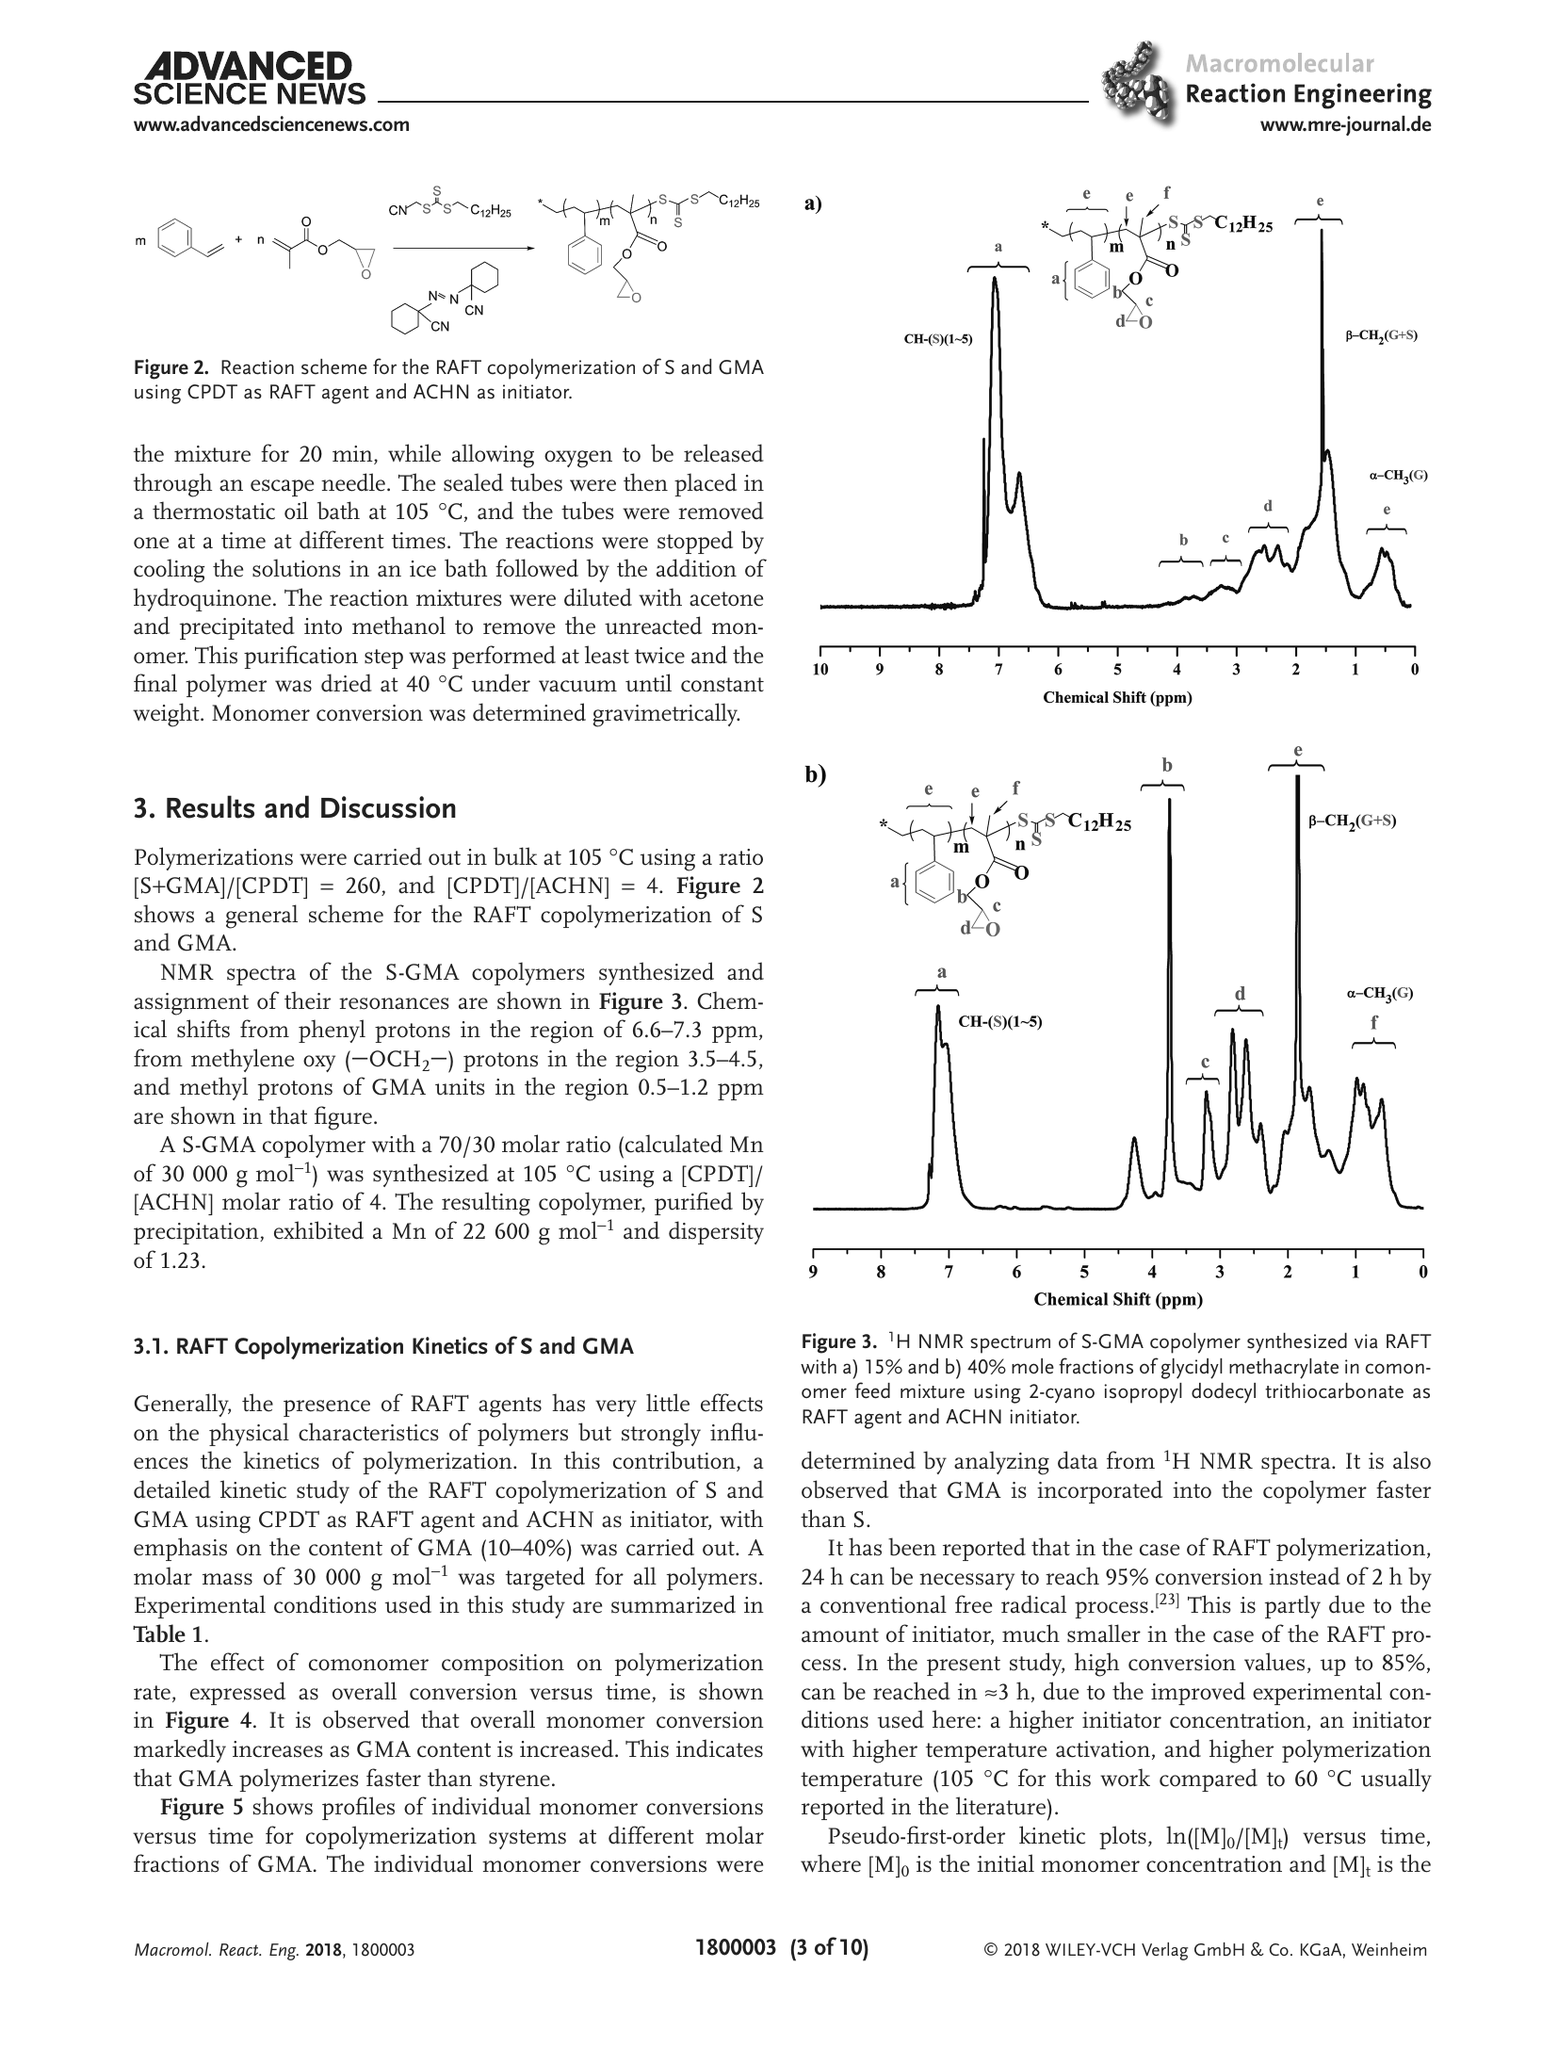 ADVANCED
SCIENCE NEWS
www.advancedsciencenews.com
Macromolecular
Reaction Engineering
www.mre-journal.de
m
+ n
O
O
O
CN
S
S
S
C12H25
N=N
CN
CN
*
m
n
S
S
S
C12H25
O
O
O
Figure 2. Reaction scheme for the RAFT copolymerization of S and GMA
using CPDT as RAFT agent and ACHN as initiator.
the mixture for 20 min, while allowing oxygen to be released
through an escape needle. The sealed tubes were then placed in
a thermostatic oil bath at 105 °C, and the tubes were removed
one at a time at different times. The reactions were stopped by
cooling the solutions in an ice bath followed by the addition of
hydroquinone. The reaction mixtures were diluted with acetone
and precipitated into methanol to remove the unreacted mon-
omer. This purification step was performed at least twice and the
final polymer was dried at 40 °C under vacuum until constant
weight. Monomer conversion was determined gravimetrically.
3. Results and Discussion
Polymerizations were carried out in bulk at 105 °C using a ratio
[S+GMA]/[CPDT] = 260, and [CPDT]/[ACHN] = 4. Figure 2
shows a general scheme for the RAFT copolymerization of S
and GMA.
NMR spectra of the S-GMA copolymers synthesized and
assignment of their resonances are shown in Figure 3. Chem-
ical shifts from phenyl protons in the region of 6.6–7.3 ppm,
from methylene oxy (—OCH2—) protons in the region 3.5–4.5,
and methyl protons of GMA units in the region 0.5–1.2 ppm
are shown in that figure.
A S-GMA copolymer with a 70/30 molar ratio (calculated Mn
of 30 000 g mol−1) was synthesized at 105 °C using a [CPDT]/
[ACHN] molar ratio of 4. The resulting copolymer, purified by
precipitation, exhibited a Mn of 22 600 g mol−1 and dispersity
of 1.23.
3.1. RAFT Copolymerization Kinetics of S and GMA
Generally, the presence of RAFT agents has very little effects
on the physical characteristics of polymers but strongly influ-
ences the kinetics of polymerization. In this contribution, a
detailed kinetic study of the RAFT copolymerization of S and
GMA using CPDT as RAFT agent and ACHN as initiator, with
emphasis on the content of GMA (10–40%) was carried out. A
molar mass of 30 000 g mol−1 was targeted for all polymers.
Experimental conditions used in this study are summarized in
Table 1.
The effect of comonomer composition on polymerization
rate, expressed as overall conversion versus time, is shown
in Figure 4. It is observed that overall monomer conversion
markedly increases as GMA content is increased. This indicates
that GMA polymerizes faster than styrene.
Figure 5 shows profiles of individual monomer conversions
versus time for copolymerization systems at different molar
fractions of GMA. The individual monomer conversions were
a)
e
e
f
*
m
n
S
S
S
C12H25
a
O
O
b
c
d
O
a
CH-(S)(1~5)
b
c
d
e
β–CH2(G+S)
α–CH3(G)
e
10 9 8 7 6 5 4 3 2 1 0
Chemical Shift (ppm)
b)
e
e
f
*
m
n
S
S
S
C12H25
a
O
O
b
c
d
O
a
CH-(S)(1~5)
b
c
d
e
β–CH2(G+S)
α–CH3(G)
f
9 8 7 6 5 4 3 2 1 0
Chemical Shift (ppm)
Figure 3. 1H NMR spectrum of S-GMA copolymer synthesized via RAFT
with a) 15% and b) 40% mole fractions of glycidyl methacrylate in comon-
omer feed mixture using 2-cyano isopropyl dodecyl trithiocarbonate as
RAFT agent and ACHN initiator.
determined by analyzing data from 1H NMR spectra. It is also
observed that GMA is incorporated into the copolymer faster
than S.
It has been reported that in the case of RAFT polymerization,
24 h can be necessary to reach 95% conversion instead of 2 h by
a conventional free radical process.[23] This is partly due to the
amount of initiator, much smaller in the case of the RAFT pro-
cess. In the present study, high conversion values, up to 85%,
can be reached in ≈3 h, due to the improved experimental con-
ditions used here: a higher initiator concentration, an initiator
with higher temperature activation, and higher polymerization
temperature (105 °C for this work compared to 60 °C usually
reported in the literature).
Pseudo-first-order kinetic plots, ln([M]0/[M]t) versus time,
where [M]0 is the initial monomer concentration and [M]t is the
Macromol. React. Eng. 2018, 1800003
1800003 (3 of 10)
© 2018 WILEY-VCH Verlag GmbH & Co. KGaA, Weinheim